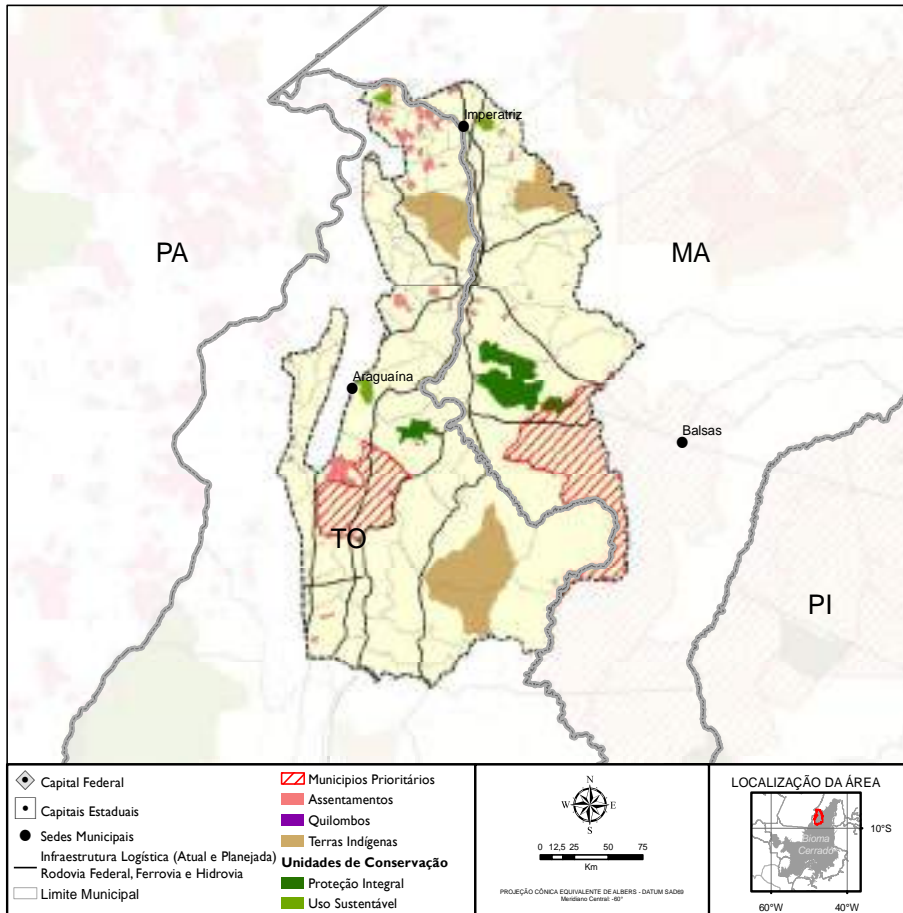 Imperatriz
PA
MA
Araguaína
Balsas
TO
PI
Capital Federal
Capitais Estaduais
Sedes Municipais
Infraestrutura Logística (Atual e Planejada)
Rodovia Federal, Ferrovia e Hidrovia
Limite Municipal
Municipios Prioritários
Assentamentos
Quilombos
Terras Indígenas
Unidades de Conservação
Proteção Integral
Uso Sustentável
N
W E
S
0 12,5 25 50 75
Km
PROJEÇÃO CÔNICA EQUIVALENTE DE ALBERS - DATUM SAD69
Meridiano Central: -60°
LOCALIZAÇÃO DA ÁREA
10°S
Bioma
Cerrado
60°W 40°W